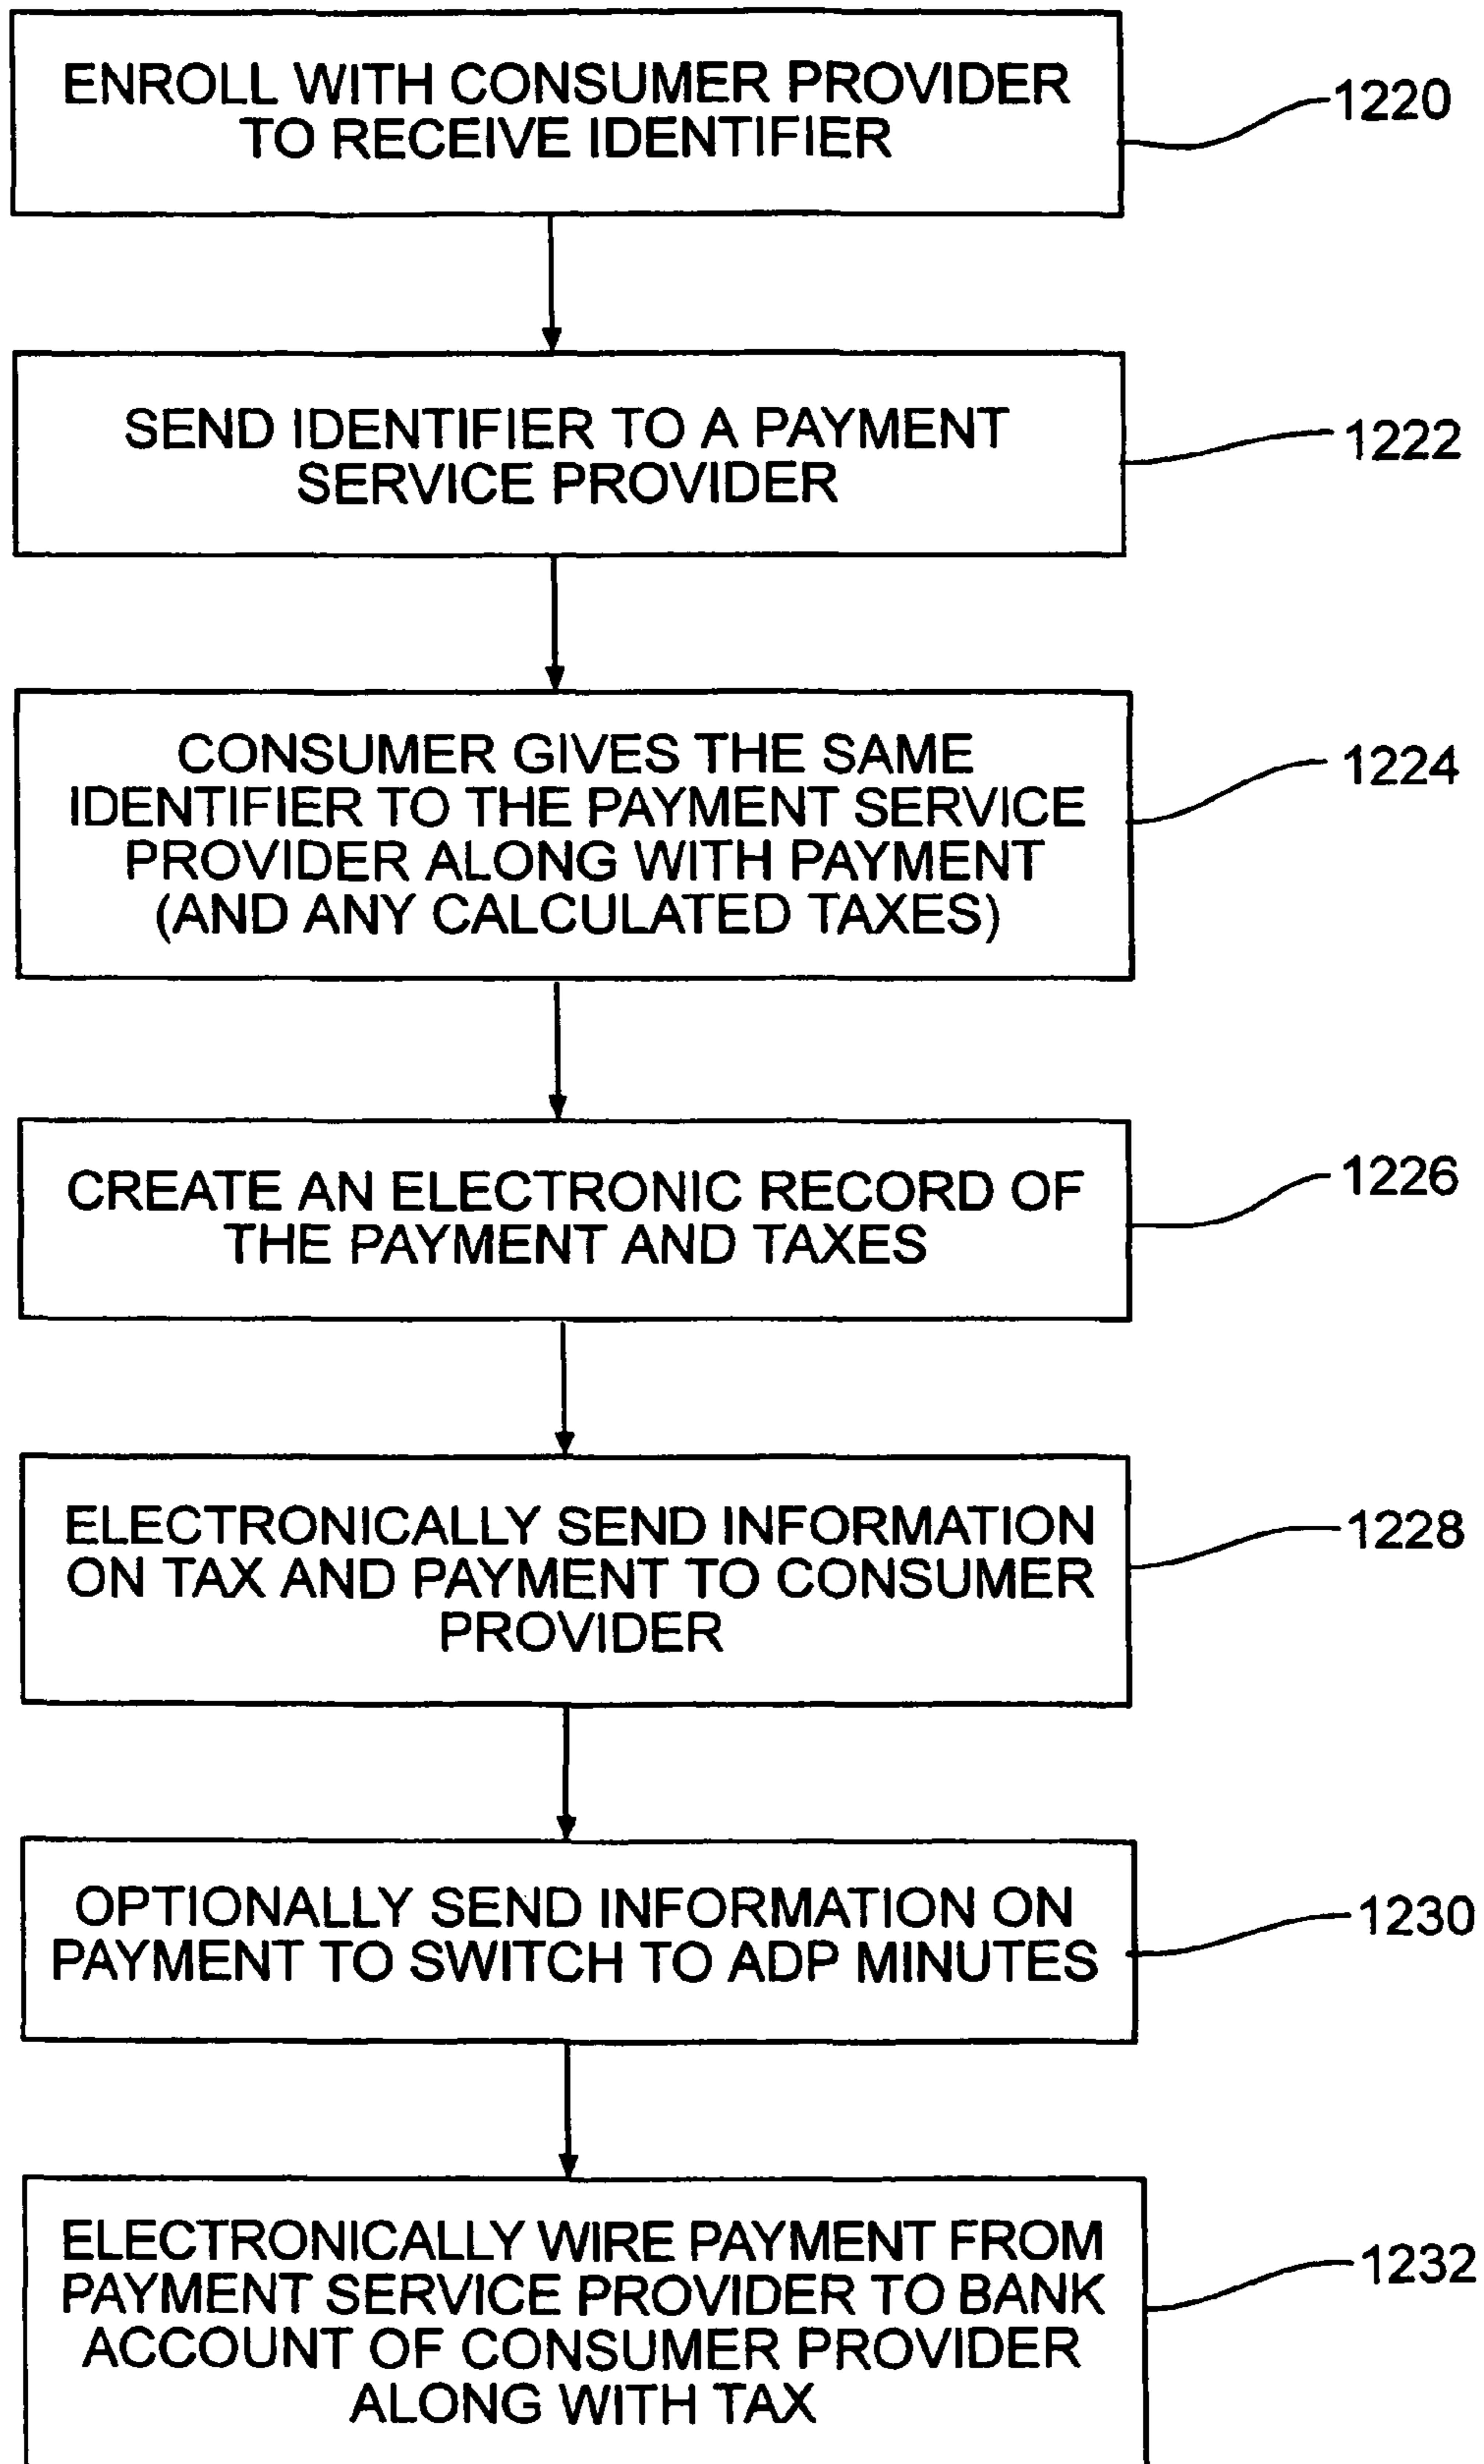 ENROLL WITH CONSUMER PROVIDER
TO RECEIVE IDENTIFIER
1220
SEND IDENTIFIER TO A PAYMENT
SERVICE PROVIDER
1222
CONSUMER GIVES THE SAME
IDENTIFIER TO THE PAYMENT SERVICE
PROVIDER ALONG WITH PAYMENT
(AND ANY CALCULATED TAXES)
1224
CREATE AN ELECTRONIC RECORD OF
THE PAYMENT AND TAXES
1226
ELECTRONICALLY SEND INFORMATION
ON TAX AND PAYMENT TO CONSUMER
PROVIDER
1228
OPTIONALLY SEND INFORMATION ON
PAYMENT TO SWITCH TO ADP MINUTES
1230
ELECTRONICALLY WIRE PAYMENT FROM
PAYMENT SERVICE PROVIDER TO BANK
ACCOUNT OF CONSUMER PROVIDER
ALONG WITH TAX
1232